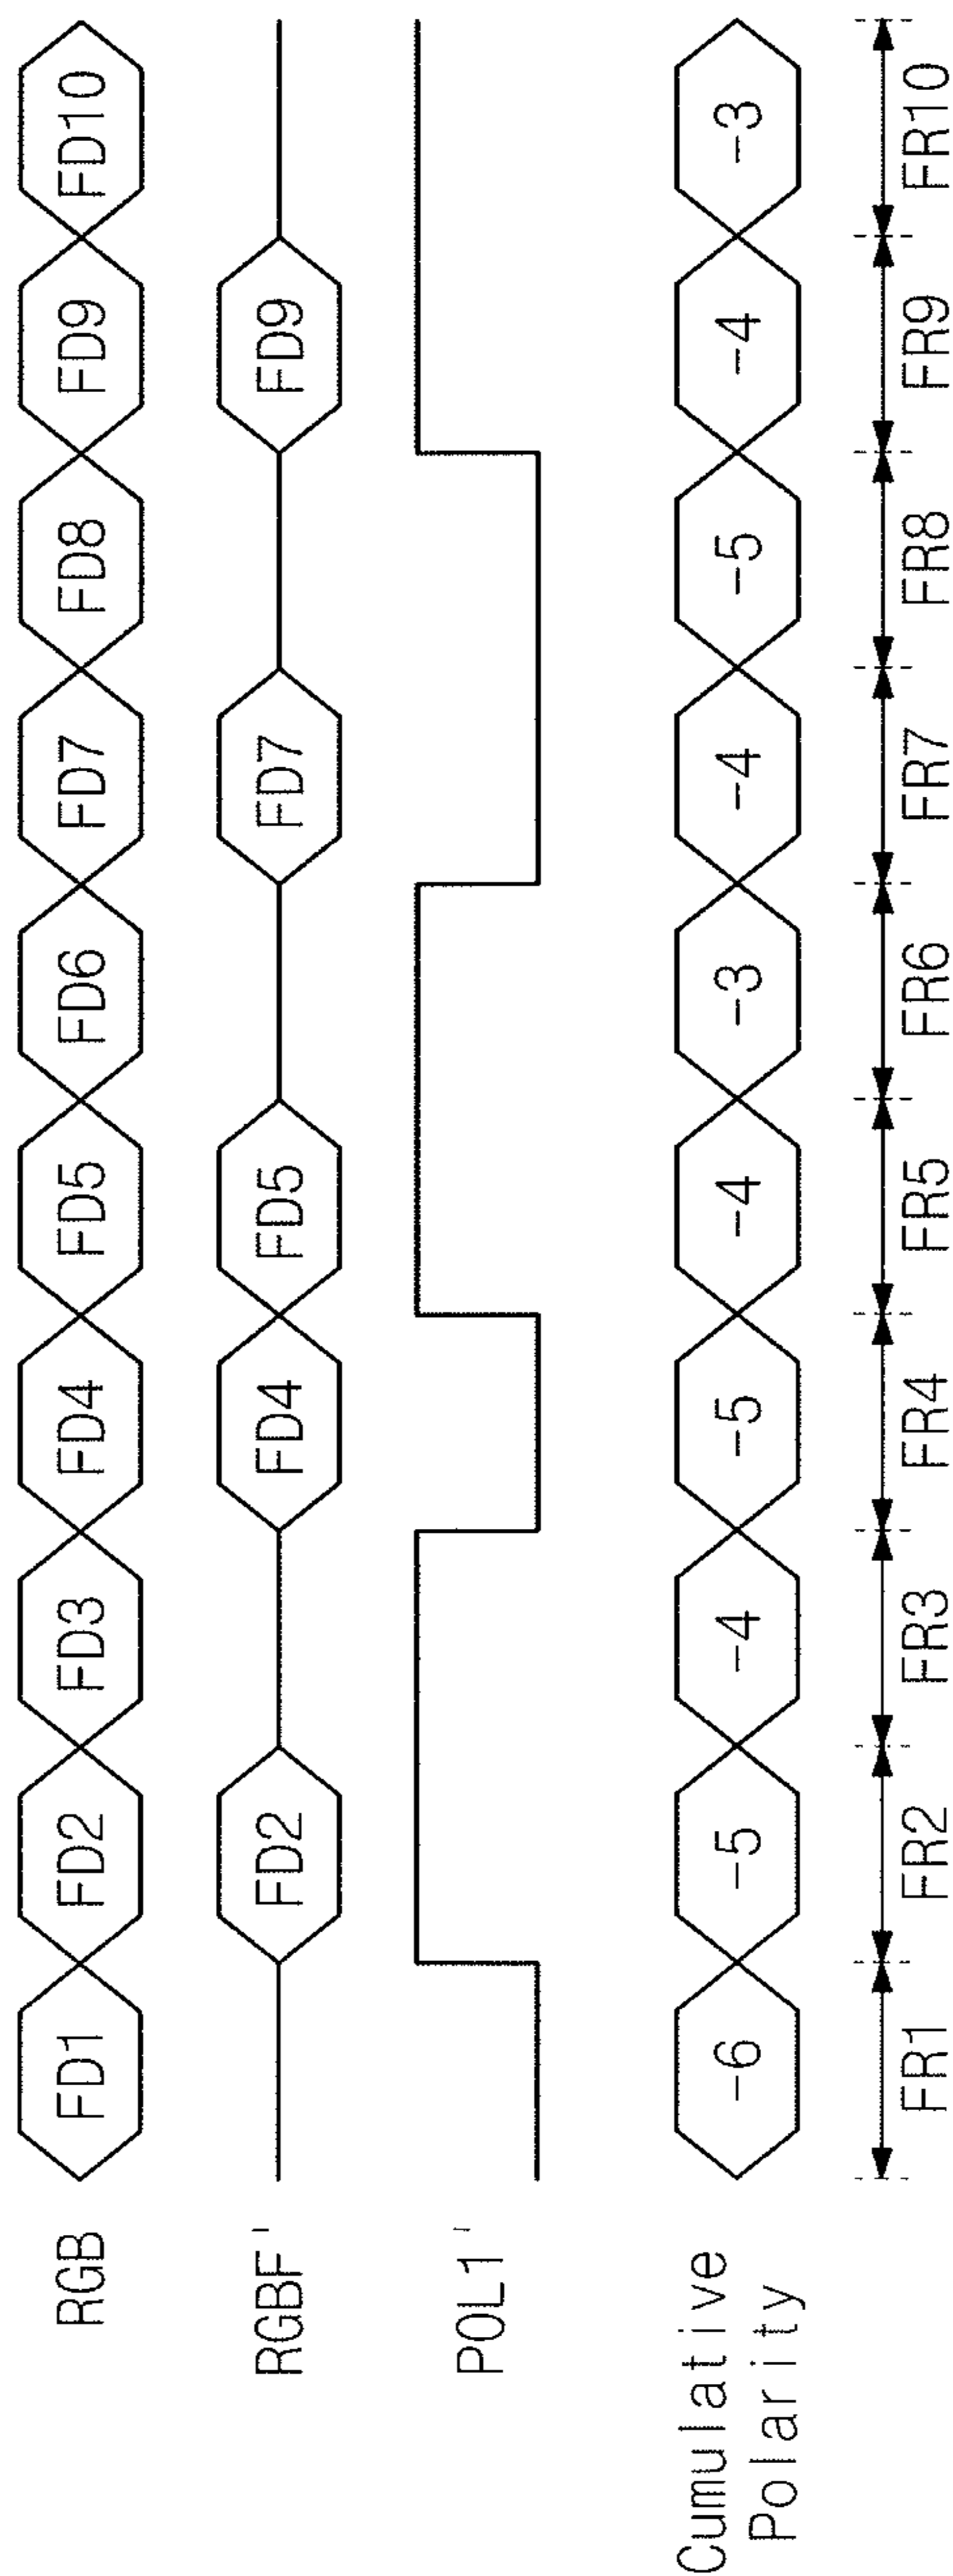 RGB FD1 FD2 FD3 FD4 FD5 FD6 FD7 FD8 FD9 FD10
RGBF' FD2 FD4 FD5 FD7 FD9
POL1'
Cumulative
Polarity
-6 -5 -4 -5 -4 -3 -4 -5 -4 -3
FR1 FR2 FR3 FR4 FR5 FR6 FR7 FR8 FR9 FR10